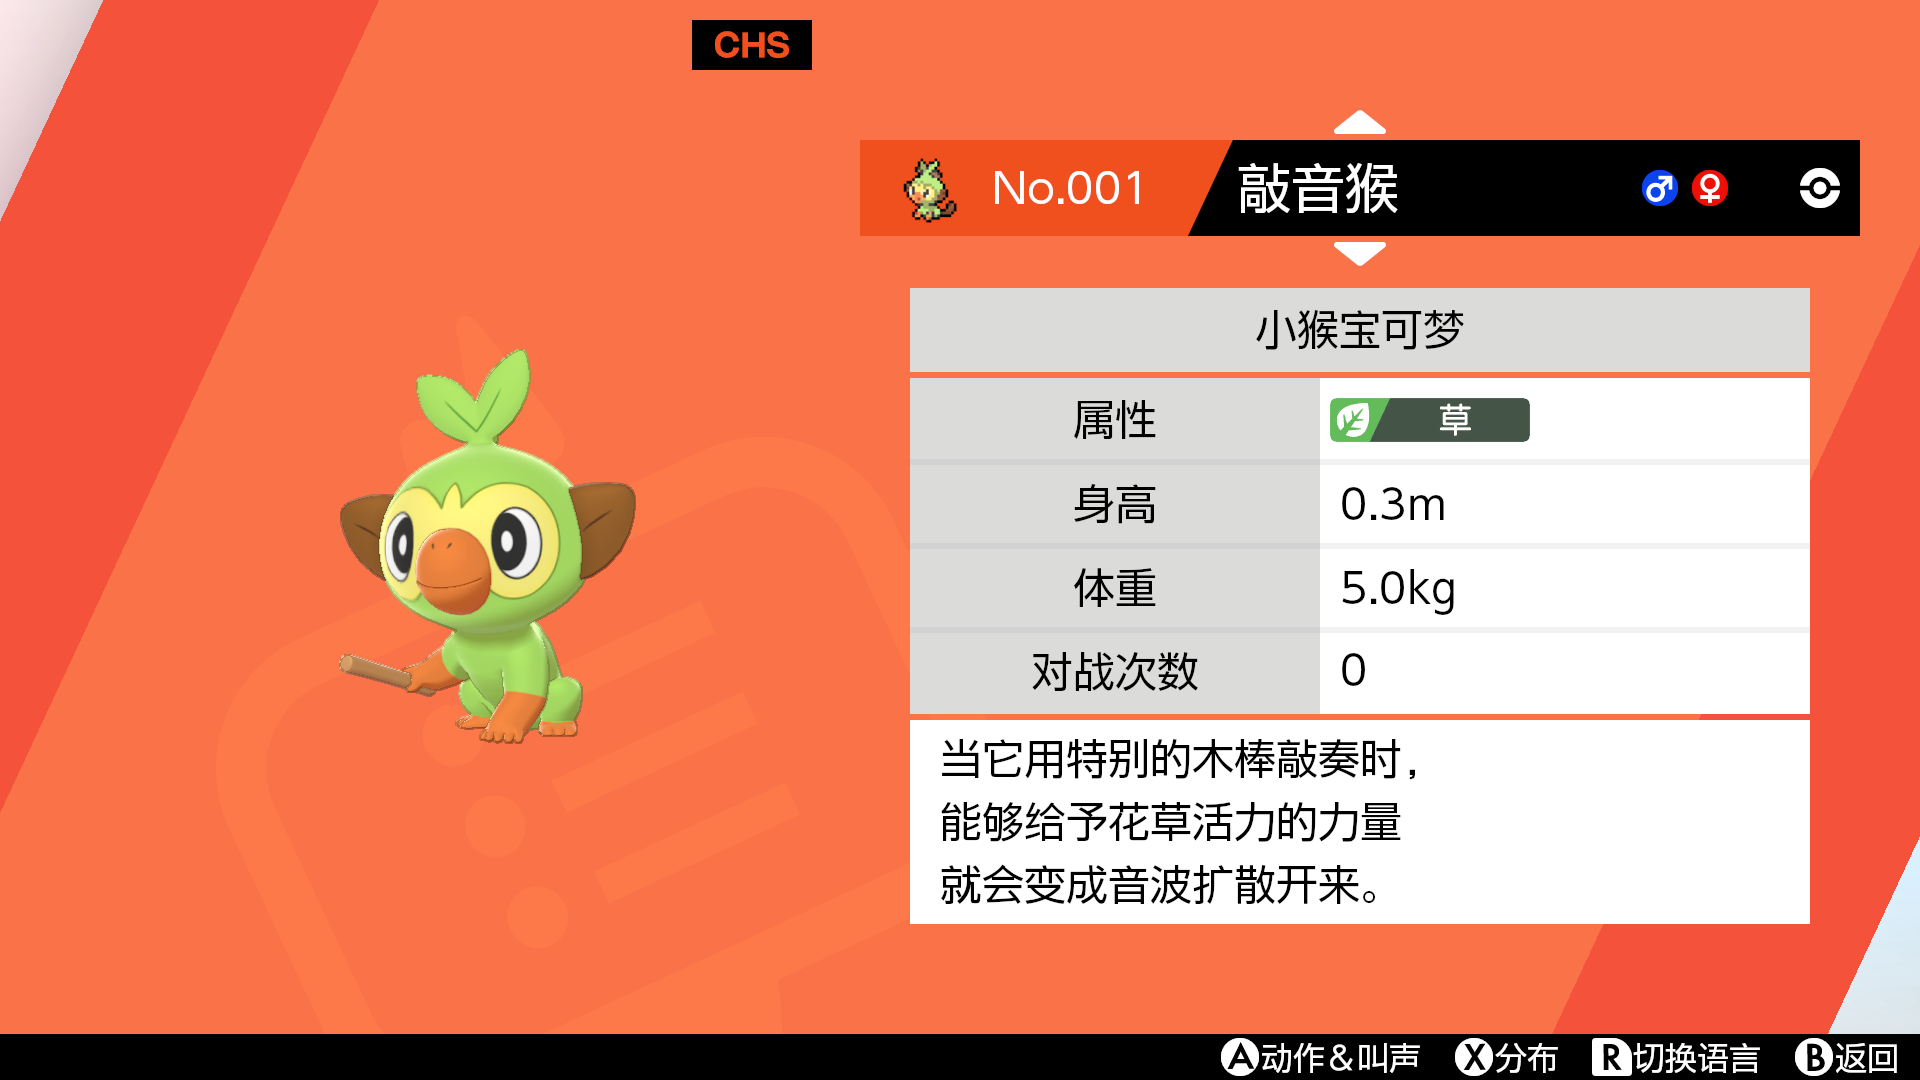 CHS
No.001 敲音猴
小猴宝可梦
属性 草
身高 0.3m
体重 5.0kg
对战次数 0
当它用特别的木棒敲奏时，
能够给予花草活力的力量
就会变成音波扩散开来。
A动作＆叫声 X分布 R切换语言 B返回